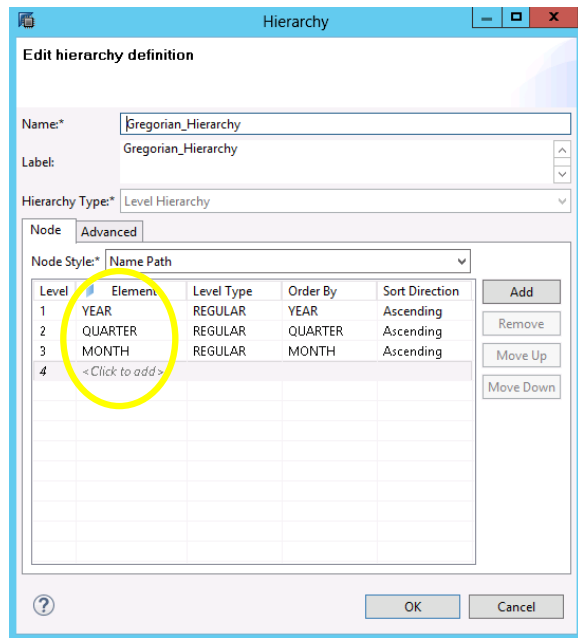 Hierarchy
Edit hierarchy definition
Name:* Gregorian_Hierarchy
Label: Gregorian_Hierarchy
Hierarchy Type:* Level Hierarchy
Node Advanced
Node Style:* Name Path
Level Element Level Type Order By Sort Direction Add
1 YEAR REGULAR YEAR Ascending
2 QUARTER REGULAR QUARTER Ascending Remove
3 MONTH REGULAR MONTH Ascending Move Up
4 <Click to add>
Move Down
OK Cancel